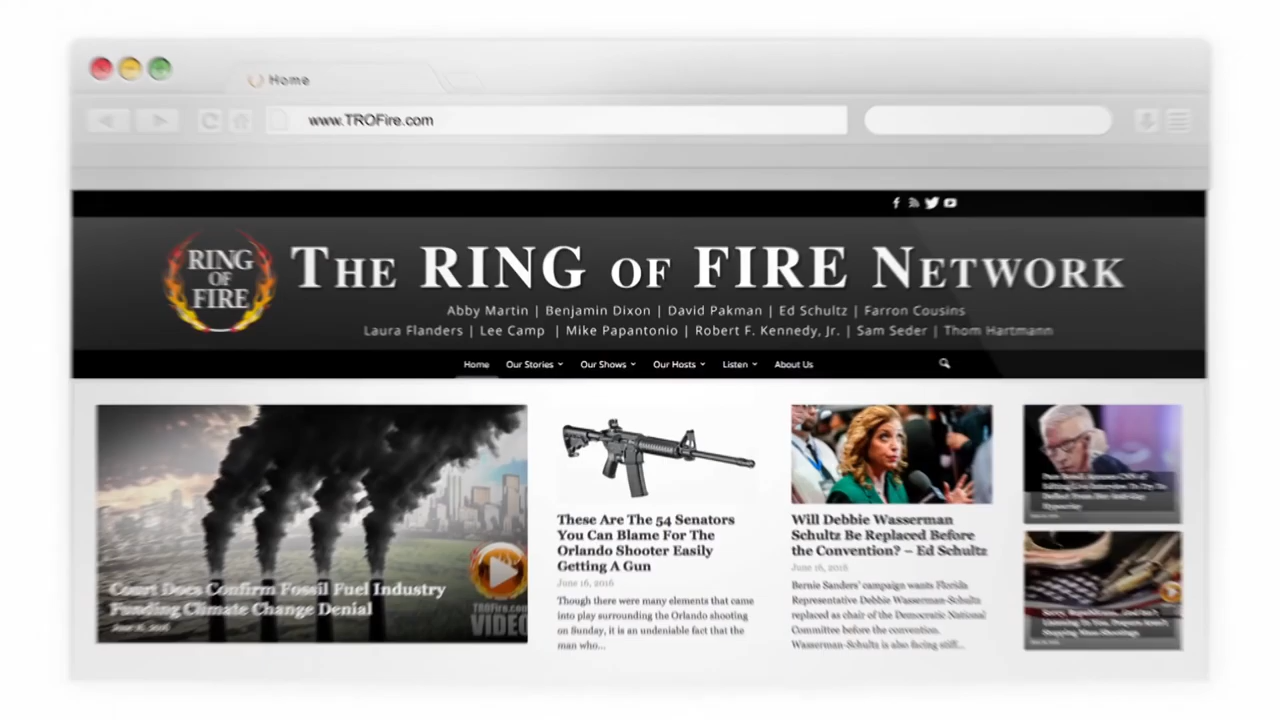 Home
www.TROFire.com
RING
OF
FIRE
THE RING OF FIRE NETWORK
Abby Martin | Benjamin Dixon | David Pakman | Ed Schultz | Farron Cousins
Laura Flanders | Lee Camp | Mike Papantonio | Robert F. Kennedy, Jr. | Sam Seder | Thom Hartmann
Home Our Stories Our Shows Our Hosts Listen About Us
Court Does Confirm Fossil Fuel Industry
Funding Climate Change Denial
TROFire.com
VIDEO
These Are The 54 Senators
You Can Blame For The
Orlando Shooter Easily
Getting A Gun
June 16, 2016
Though there were many elements that came
into play surrounding the Orlando shooting
on Sunday, it is an undeniable fact that the
man who...
Will Debbie Wasserman
Schultz Be Replaced Before
the Convention? – Ed Schultz
June 16, 2016
Bernie Sanders' campaign wants Florida
Representative Debbie Wasserman-Schultz
replaced as chair of the Democratic National
Committee before the convention.
Wasserman-Schultz is also facing stiff...